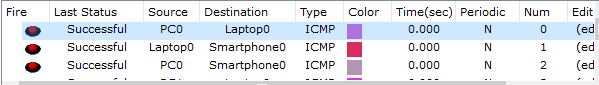 Fire Last Status Source Destination Type Color Time(sec) Periodic Num Edit
Successful PC0 Laptop0 ICMP 0.000 N 0 (ed
Successful Laptop0 Smartphone0 ICMP 0.000 N 1 (ed
Successful PC0 Smartphone0 ICMP 0.000 N 2 (ed